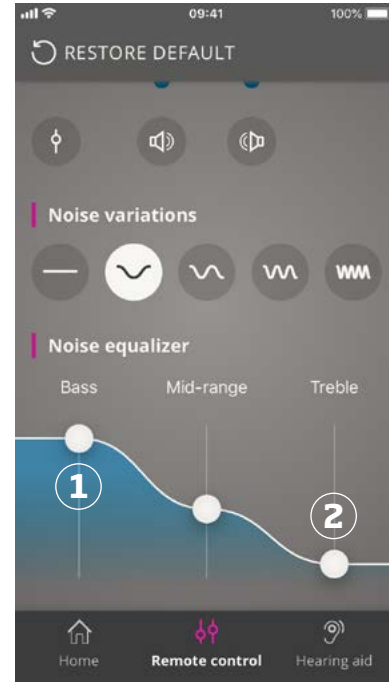 09:41
100%
RESTORE DEFAULT
Noise variations
Noise equalizer
Bass Mid-range Treble
1
2
Home Remote control Hearing aid